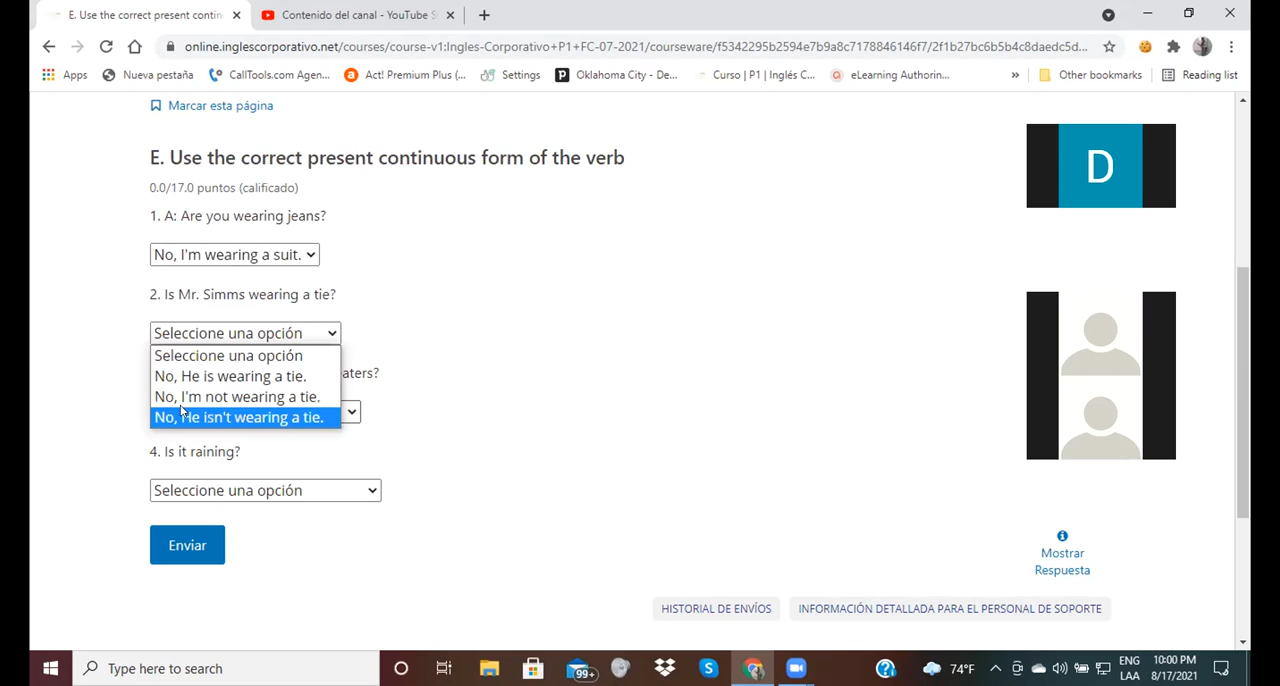 E. Use the correct present contin
Contenido del canal - YouTube S
online.inglescorporativo.net/courses/course-v1:Ingles-Corporativo+P1+FC-07-2021/courseware/f5342295b2594e7b9a8c7178846146f7/2f1b27bc6b5b4c8daedc5d...
Apps
Nueva pestaña
CallTools.com Agen...
Act! Premium Plus (...
Settings
Oklahoma City - De...
Curso | P1 | Inglés C...
eLearning Authorin...
»
Other bookmarks
Reading list
Marcar esta página
D
E. Use the correct present continuous form of the verb
0.0/17.0 puntos (calificado)
1. A: Are you wearing jeans?
No, I'm wearing a suit.
2. Is Mr. Simms wearing a tie?
Seleccione una opción
Seleccione una opción
No, He is wearing a tie.
aters?
No, I'm not wearing a tie.
No, He isn't wearing a tie.
4. Is it raining?
Seleccione una opción
Enviar
Mostrar
Respuesta
HISTORIAL DE ENVÍOS
INFORMACIÓN DETALLADA PARA EL PERSONAL DE SOPORTE
Type here to search
99+
74°F
ENG
LAA
10:00 PM
8/17/2021